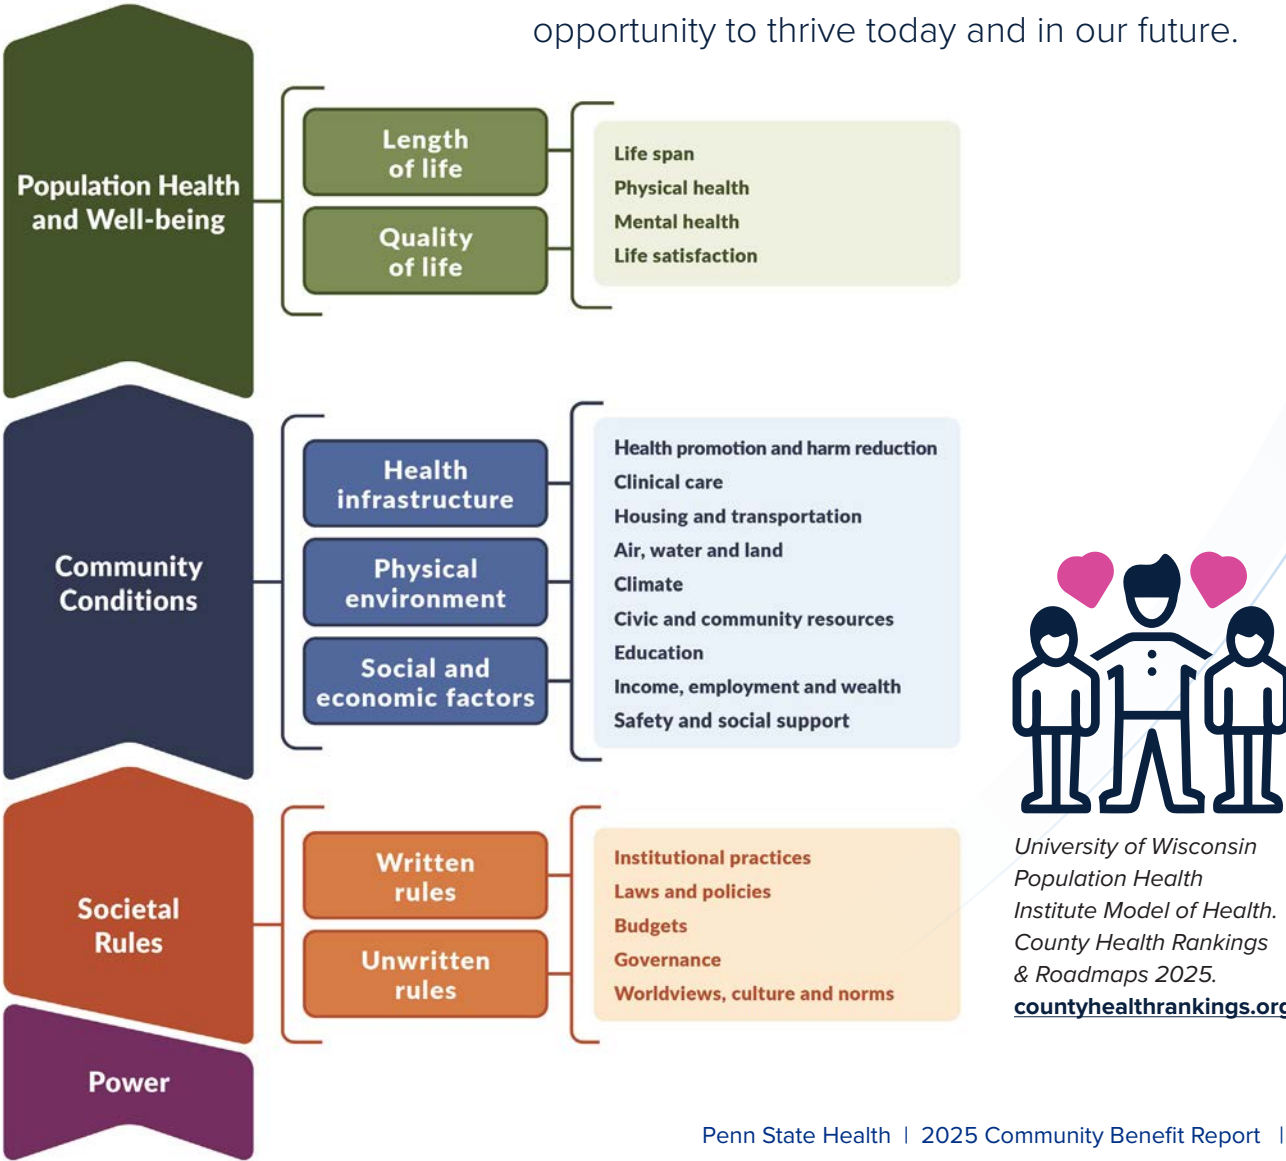 opportunity to thrive today and in our future.
Population Health
and Well-being
Length
of life
Quality
of life
Life span
Physical health
Mental health
Life satisfaction
Community
Conditions
Health
infrastructure
Physical
environment
Social and
economic factors
Health promotion and harm reduction
Clinical care
Housing and transportation
Air, water and land
Climate
Civic and community resources
Education
Income, employment and wealth
Safety and social support
Societal
Rules
Written
rules
Unwritten
rules
Institutional practices
Laws and policies
Budgets
Governance
Worldviews, culture and norms
Power
University of Wisconsin
Population Health
Institute Model of Health.
County Health Rankings
& Roadmaps 2025.
countyhealthrankings.org
Penn State Health | 2025 Community Benefit Report |